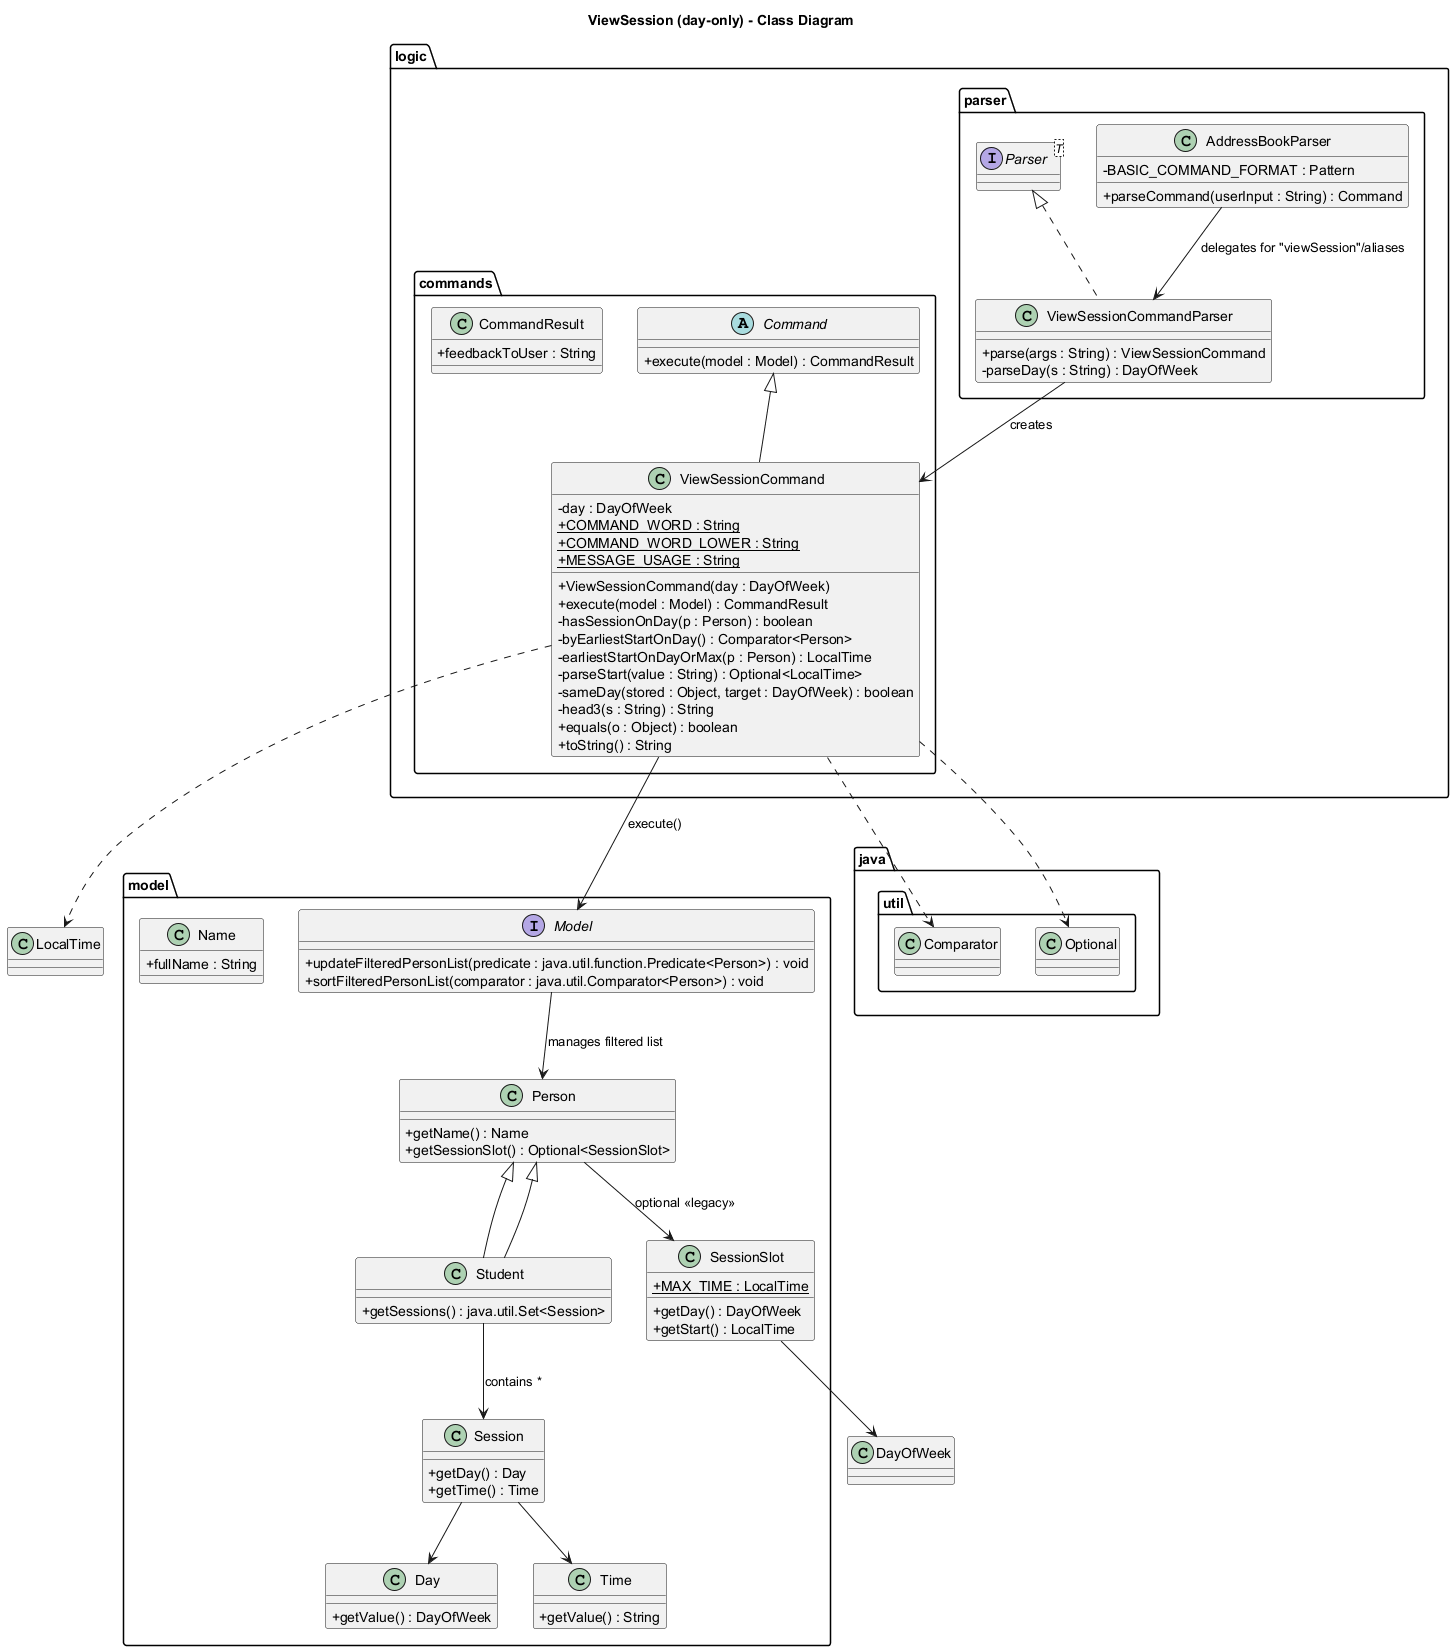 ViewSession (day-only) - Class Diagram
logic
parser
I Parser
T
C AddressBookParser
-BASIC_COMMAND_FORMAT : Pattern
+parseCommand(userInput : String) : Command
delegates for "viewSession"/aliases
C ViewSessionCommandParser
+parse(args : String) : ViewSessionCommand
-parseDay(s : String) : DayOfWeek
creates
commands
C CommandResult
+feedbackToUser : String
A Command
+execute(model : Model) : CommandResult
C ViewSessionCommand
-day : DayOfWeek
+COMMAND_WORD : String
+COMMAND_WORD_LOWER : String
+MESSAGE_USAGE : String
+ViewSessionCommand(day : DayOfWeek)
+execute(model : Model) : CommandResult
-hasSessionOnDay(p : Person) : boolean
-byEarliestStartOnDay() : Comparator<Person>
-earliestStartOnDayOrMax(p : Person) : LocalTime
-parseStart(value : String) : Optional<LocalTime>
-sameDay(stored : Object, target : DayOfWeek) : boolean
-head3(s : String) : String
+equals(o : Object) : boolean
+toString() : String
execute()
java
util
C Comparator
C Optional
C LocalTime
model
C Name
+fullName : String
I Model
+updateFilteredPersonList(predicate : java.util.function.Predicate<Person>) : void
+sortFilteredPersonList(comparator : java.util.Comparator<Person>) : void
manages filtered list
C Person
+getName() : Name
+getSessionSlot() : Optional<SessionSlot>
optional «legacy»
C Student
+getSessions() : java.util.Set<Session>
C SessionSlot
+MAX_TIME : LocalTime
+getDay() : DayOfWeek
+getStart() : LocalTime
contains *
C Session
+getDay() : Day
+getTime() : Time
C DayOfWeek
C Day
+getValue() : DayOfWeek
C Time
+getValue() : String